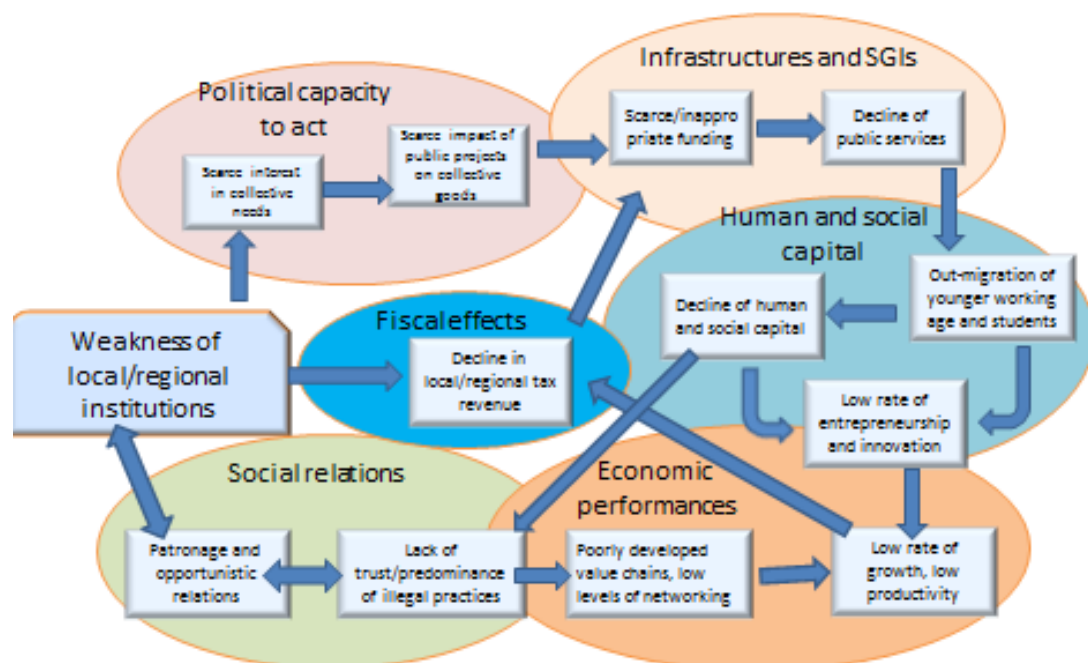 Political capacity
to act
Scarce interest
in collective
needs
Scarce impact of
public projects
on collective
goods
Infrastructures and SGIs
Scarce/inappro
priate funding
Decline of
public services
Human and social
capital
Out-migration of
younger working
age and students
Decline of human
and social capital
Low rate of
entrepreneurship
and innovation
Fiscal effects
Decline in
local/regional tax
revenue
Weakness of
local/regional
institutions
Social relations
Patronage and
opportunistic
relations
Lack of
trust/predominance
of illegal practices
Economic
performances
Poorly developed
value chains, low
levels of networking
Low rate of
growth, low
productivity